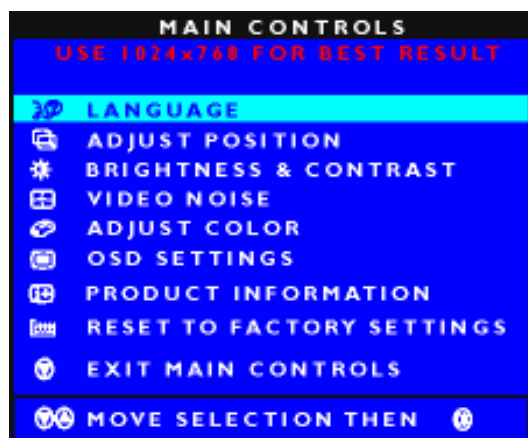 MAIN CONTROLS
USE 1024x768 FOR BEST RESULT
LANGUAGE
ADJUST POSITION
BRIGHTNESS & CONTRAST
VIDEO NOISE
ADJUST COLOR
OSD SETTINGS
PRODUCT INFORMATION
RESET TO FACTORY SETTINGS
EXIT MAIN CONTROLS
MOVE SELECTION THEN